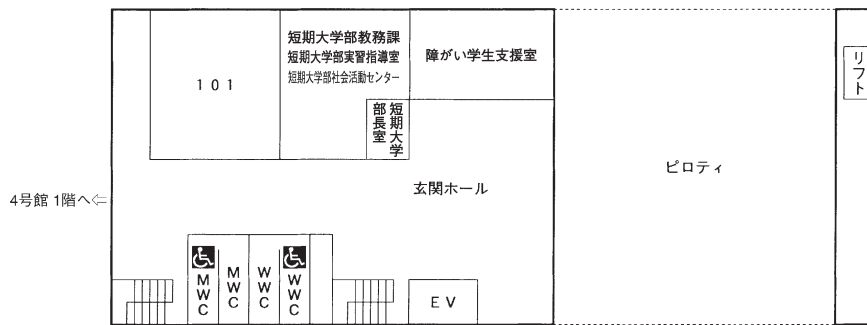 短期大学部教務課
短期大学部実習指導室
短期大学部社会活動センター
障がい学生支援室
リフト
101
短期大学
部長室
ピロティ
玄関ホール
4号館 1階へ⇦
MWC
MWC
WWC
WWC
EV